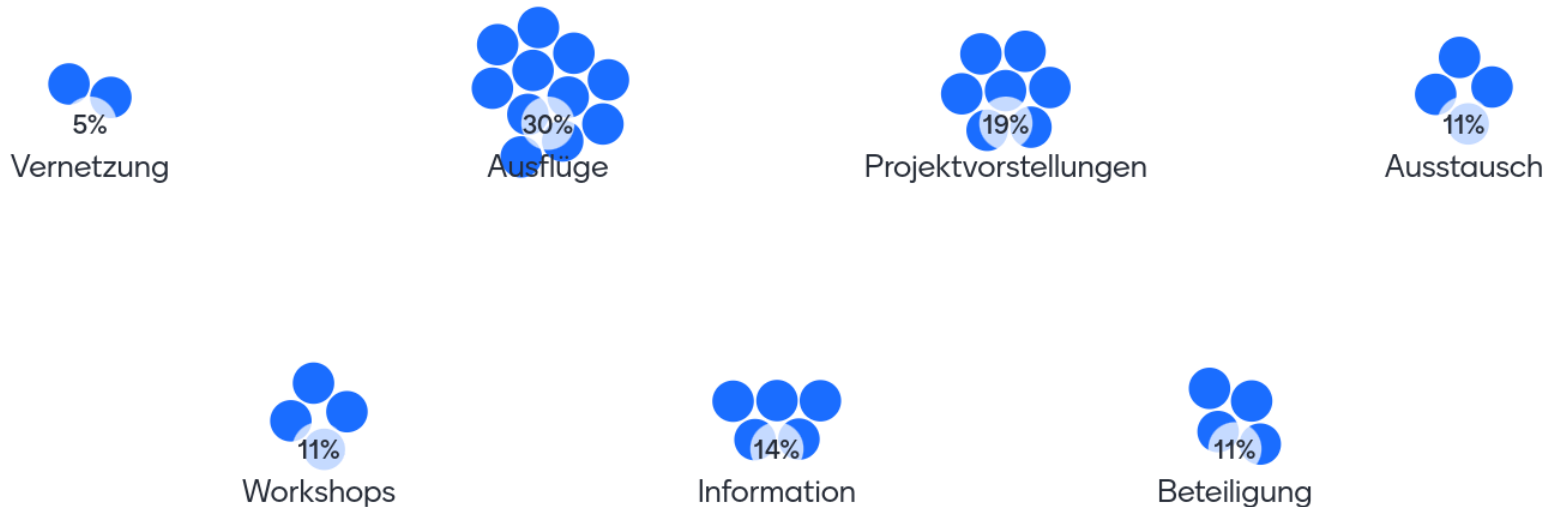 5%
Vernetzung
30%
Ausflüge
19%
Projektvorstellungen
11%
Ausstausch
11%
Workshops
14%
Information
11%
Beteiligung